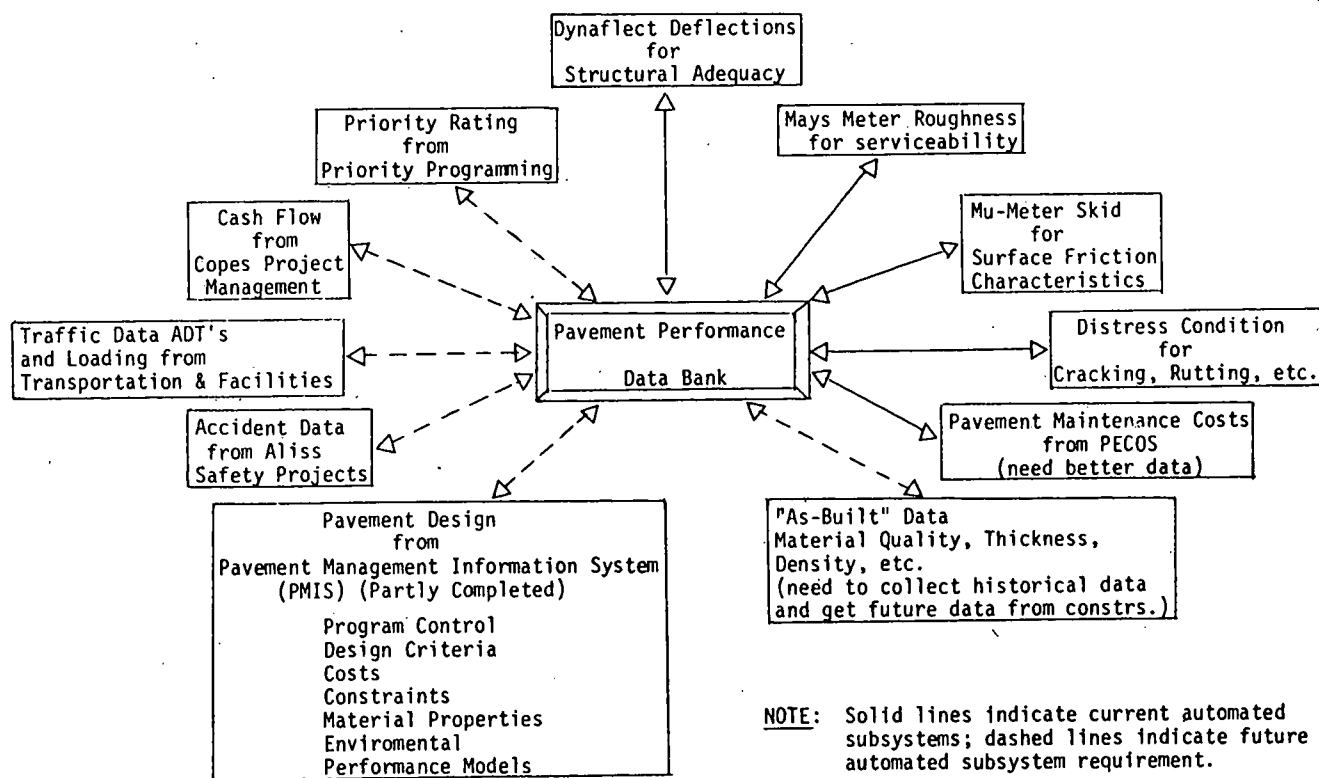 Dynaflect Deflections
for
Structural Adequacy
Priority Rating
from
Priority Programming
Mays Meter Roughness
for serviceability
Cash Flow
from
Copes Project
Management
Mu-Meter Skid
for
Surface Friction
Characteristics
Traffic Data ADT's
and Loading from
Transportation & Facilities
Pavement Performance
Data Bank
Distress Condition
for
Cracking, Rutting, etc.
Accident Data
from Aliss
Safety Projects
Pavement Maintenance Costs
from PECOS
(need better data)
Pavement Design
from
Pavement Management Information System
(PMIS) (Partly Completed)
Program Control
Design Criteria
Costs
Constraints
Material Properties
Enviromental
Performance Models
"As-Built" Data
Material Quality, Thickness,
Density, etc.
(need to collect historical data
and get future data from constrs.)
NOTE: Solid lines indicate current automated
subsystems; dashed lines indicate future
automated subsystem requirement.